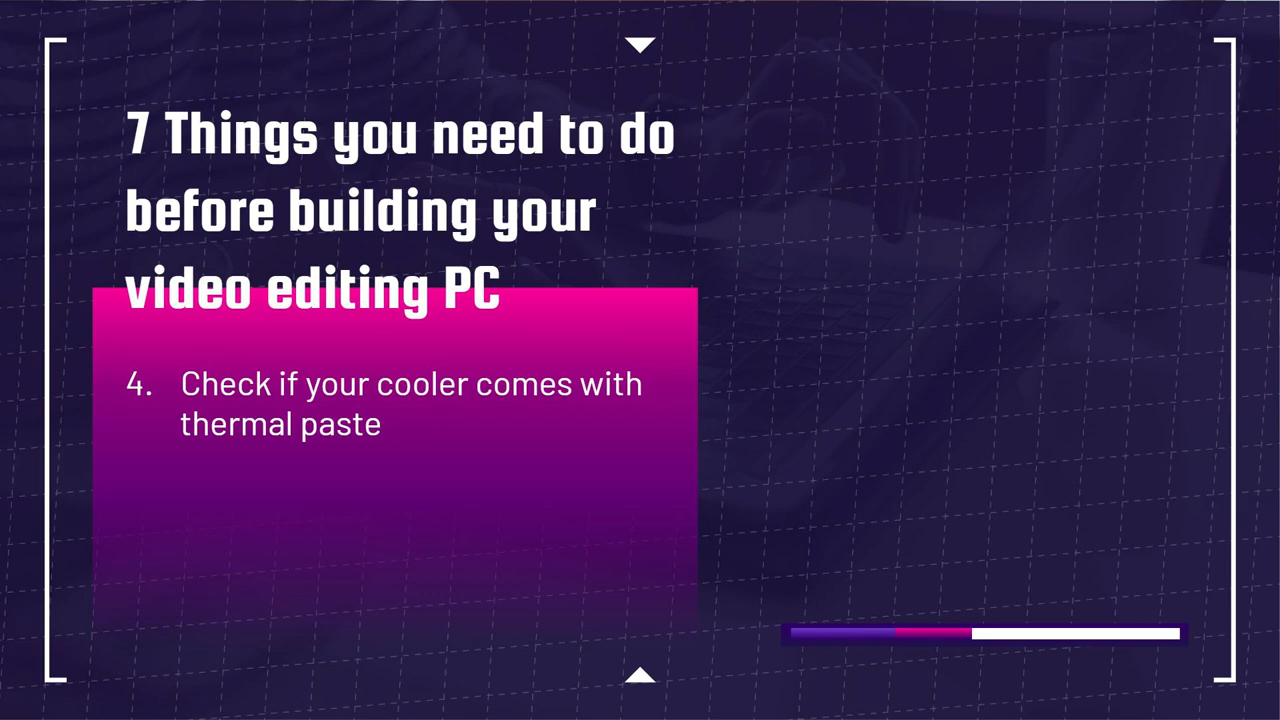 7 Things you need to do
before building your
video editing PC
4. Check if your cooler comes with
thermal paste